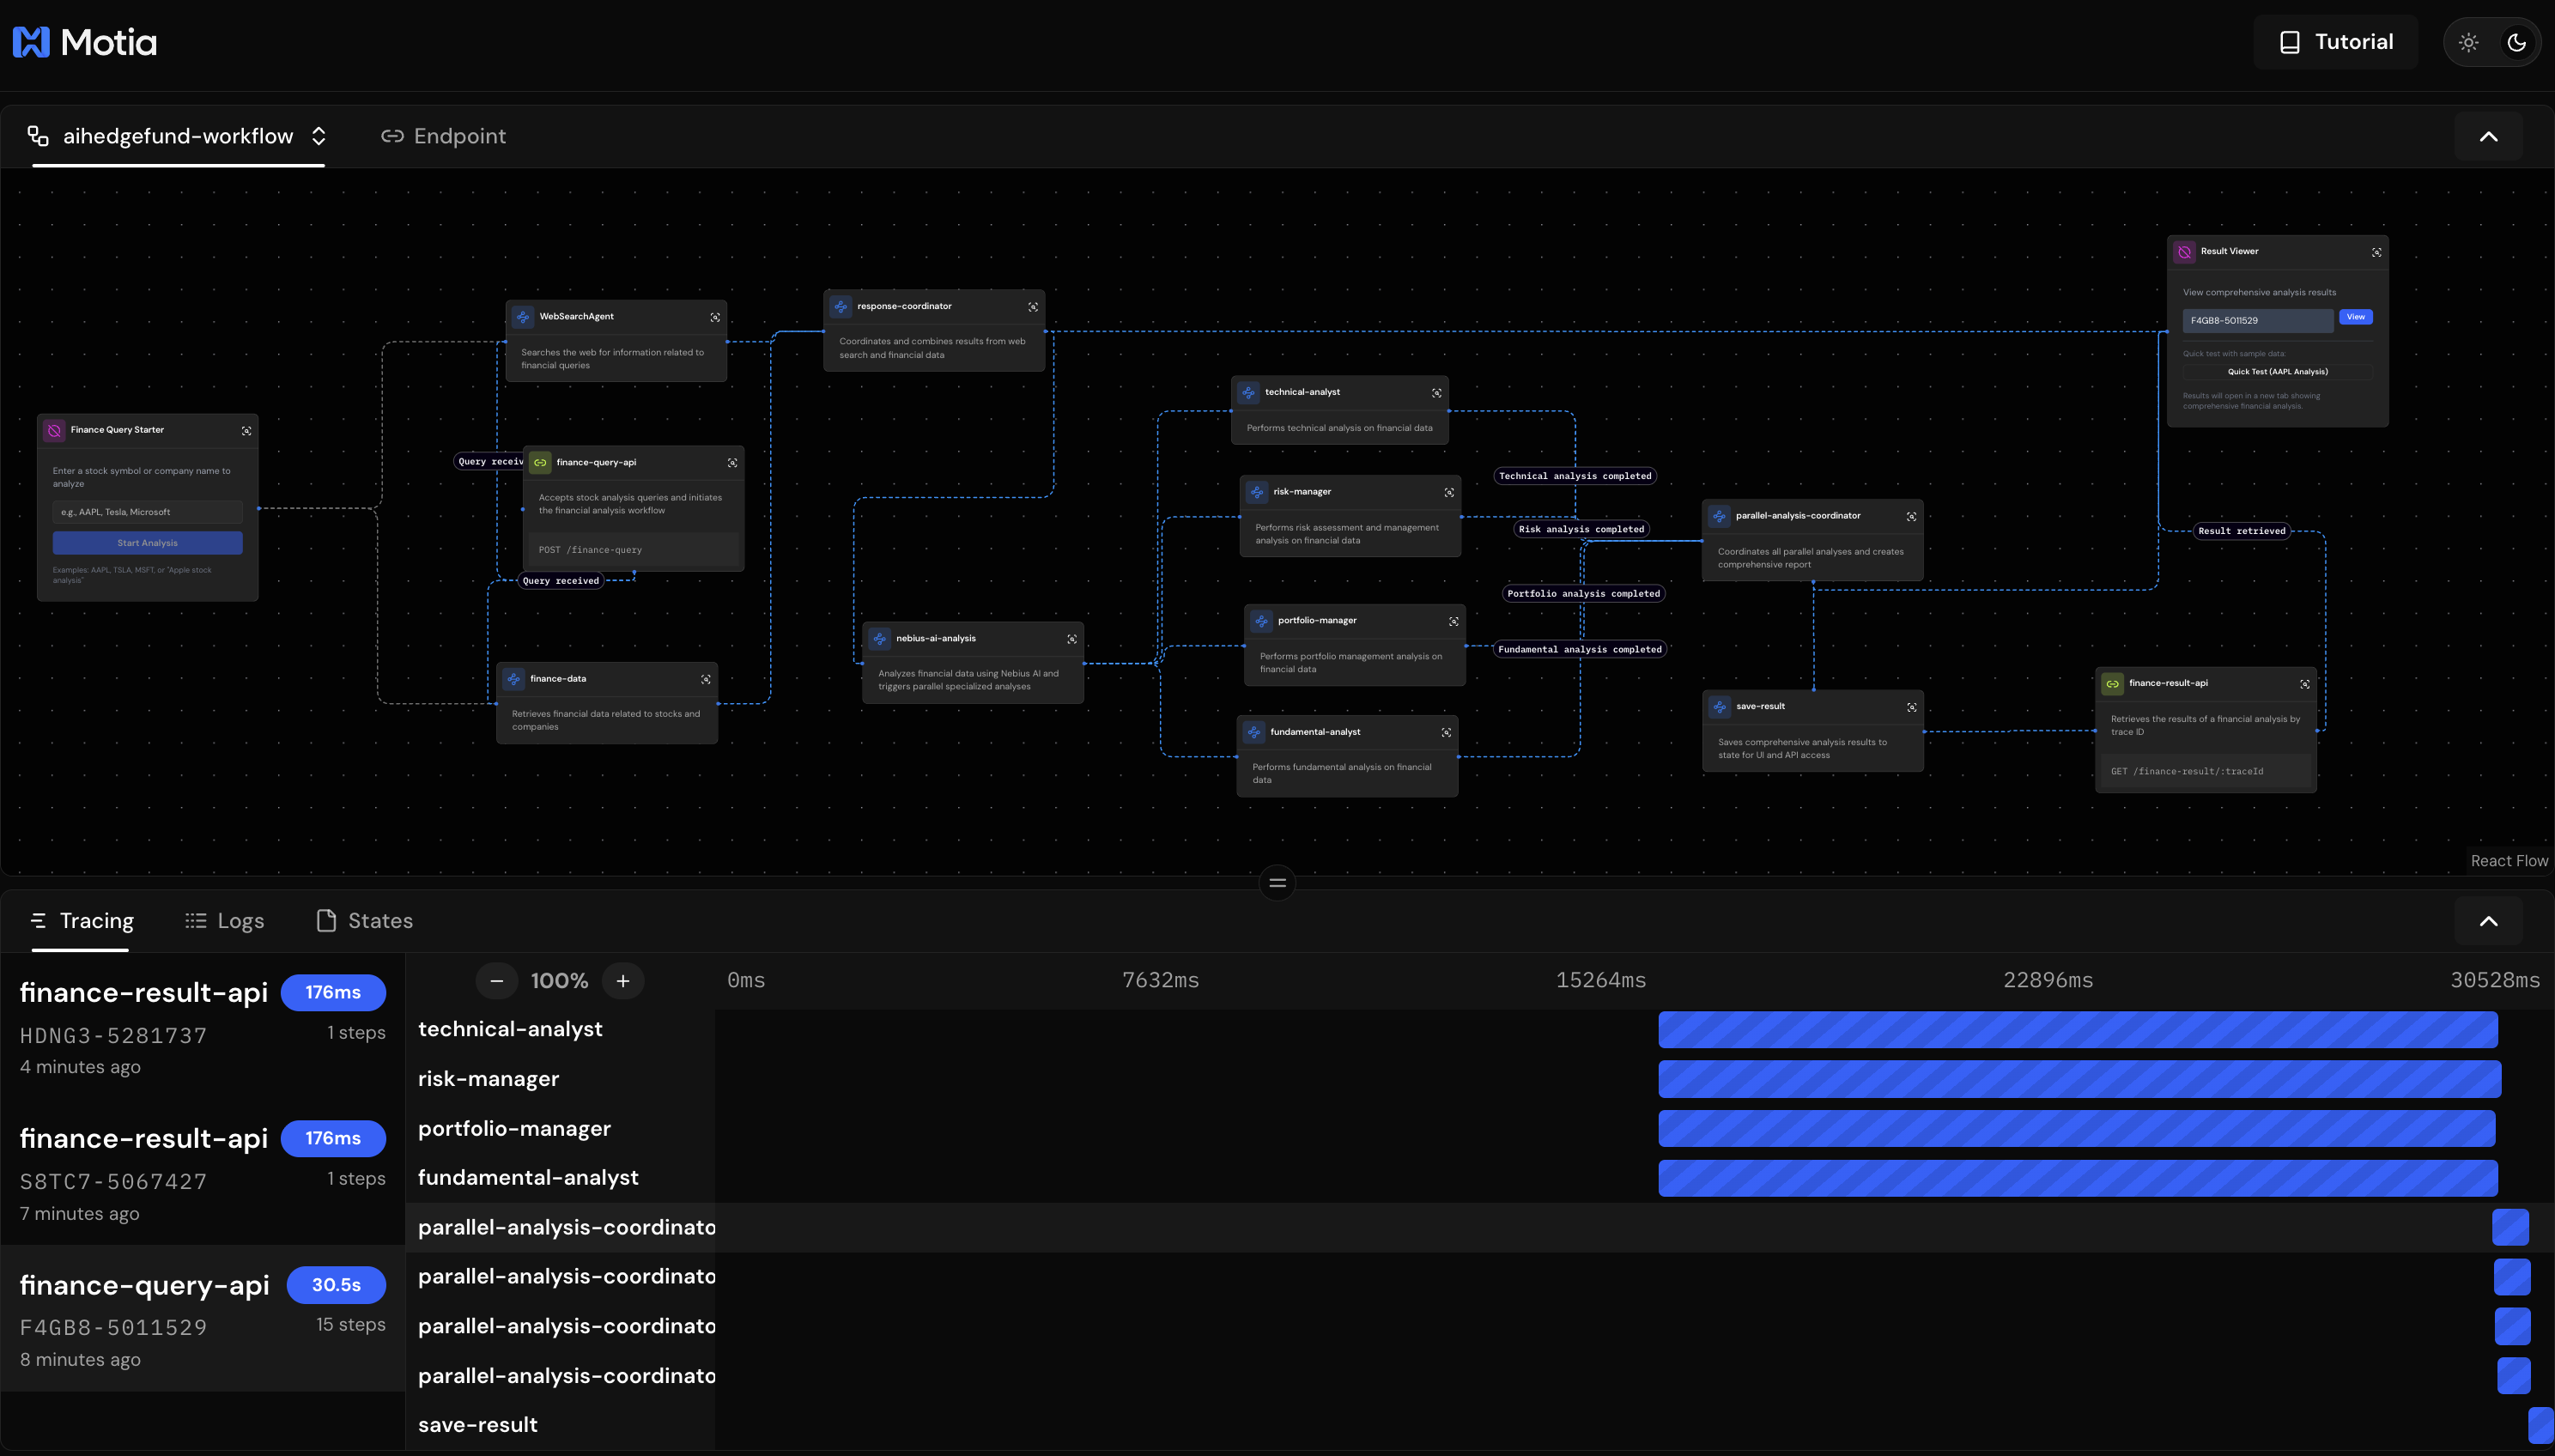 Motia
Tutorial
aihedgefund-workflow
Endpoint
Finance Query Starter
Enter a stock symbol or company name to
analyze
e.g., AAPL, Tesla, Microsoft
Start Analysis
Examples: AAPL, TSLA, MSFT, or "Apple stock
analysis"
WebSearchAgent
Searches the web for information related to
financial queries
Query receiv
finance-query-api
Accepts stock analysis queries and initiates
the financial analysis workflow
POST /finance-query
Query received
finance-data
Retrieves financial data related to stocks and
companies
response-coordinator
Coordinates and combines results from web
search and financial data
nebius-ai-analysis
Analyzes financial data using Nebius AI and
triggers parallel specialized analyses
technical-analyst
Performs technical analysis on financial data
risk-manager
Performs risk assessment and management
analysis on financial data
portfolio-manager
Performs portfolio management analysis on
financial data
fundamental-analyst
Performs fundamental analysis on financial
data
Technical analysis completed
Risk analysis completed
Portfolio analysis completed
Fundamental analysis completed
parallel-analysis-coordinator
Coordinates all parallel analyses and creates
comprehensive report
save-result
Saves comprehensive analysis results to
state for UI and API access
Result Viewer
View comprehensive analysis results
F4GB8-5011529
View
Quick test with sample data:
Quick Test (AAPL Analysis)
Results will open in a new tab showing
comprehensive financial analysis.
Result retrieved
finance-result-api
Retrieves the results of a financial analysis by
trace ID
GET /finance-result/:traceId
React Flow
Tracing
Logs
States
finance-result-api
176ms
HDNG3-5281737
1 steps
4 minutes ago
finance-result-api
176ms
S8TC7-5067427
1 steps
7 minutes ago
finance-query-api
30.5s
F4GB8-5011529
15 steps
8 minutes ago
100%
0ms
7632ms
15264ms
22896ms
30528ms
technical-analyst
risk-manager
portfolio-manager
fundamental-analyst
parallel-analysis-coordinato
parallel-analysis-coordinato
parallel-analysis-coordinato
parallel-analysis-coordinato
save-result